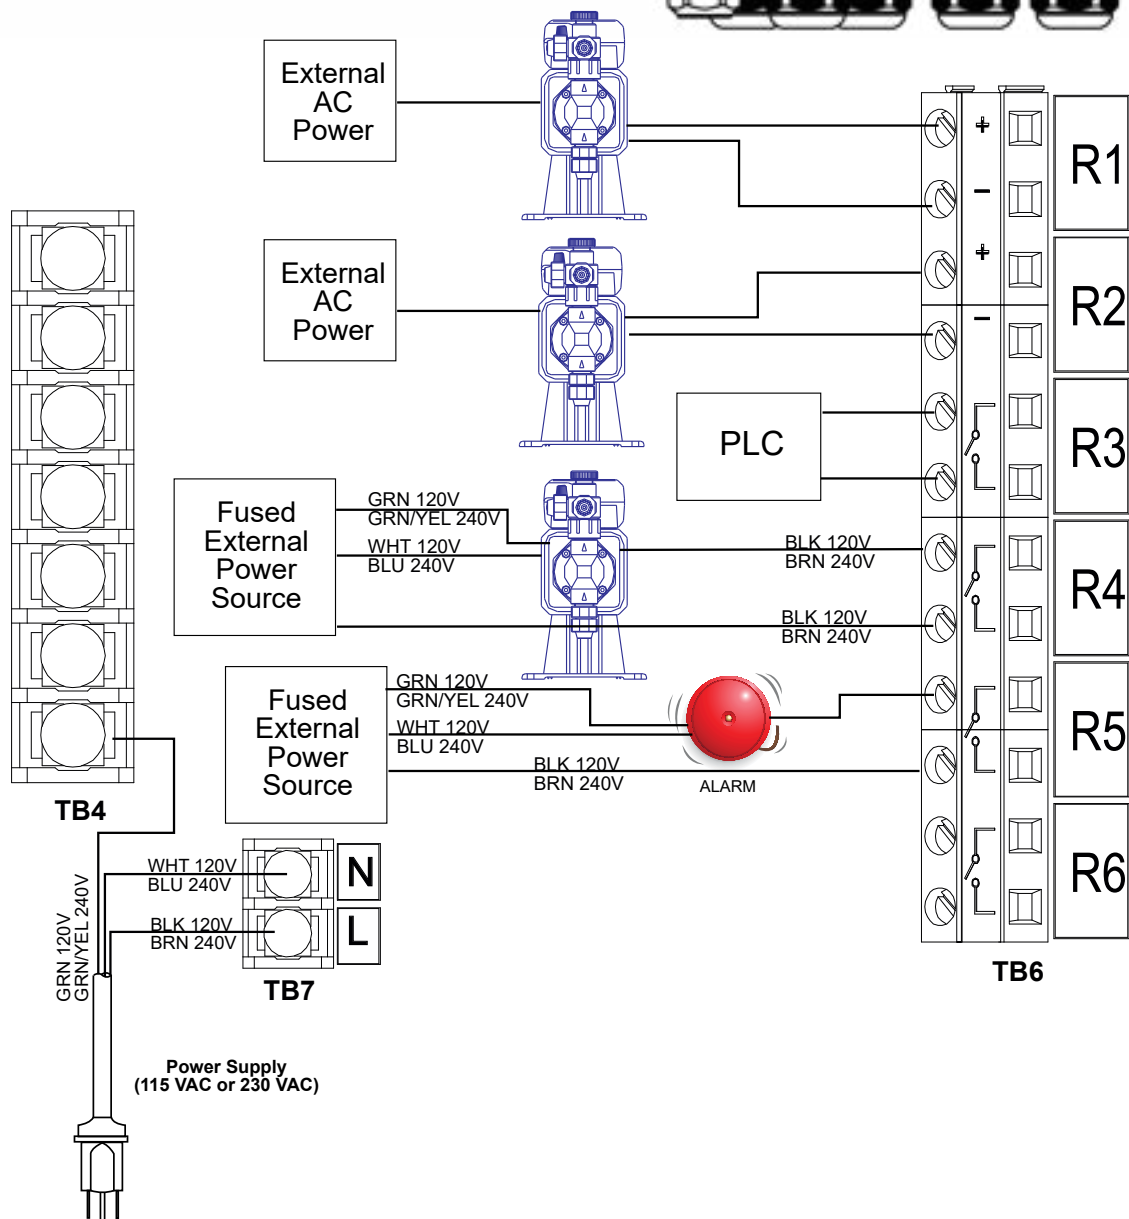 External
AC
Power
+
R1
−
External
AC
Power
+
R2
−
PLC
R3
Fused
External
Power
Source
GRN 120V
GRN/YEL 240V
WHT 120V
BLU 240V
BLK 120V
BRN 240V
R4
BLK 120V
BRN 240V
Fused
External
Power
Source
GRN 120V
GRN/YEL 240V
WHT 120V
BLU 240V
BLK 120V
BRN 240V
ALARM
R5
R6
TB6
TB4
WHT 120V
BLU 240V
N
BLK 120V
BRN 240V
L
TB7
GRN 120V
GRN/YEL 240V
Power Supply
(115 VAC or 230 VAC)